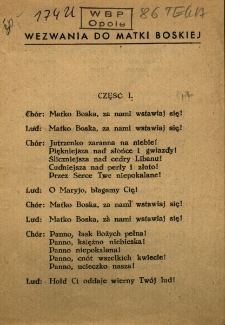 174U
WBP
Opole
86 TEKA
WEZWANIA DO MATKI BOSKIEJ
CZĘŚĆ I.
Chór: Matko Boska, za nami wstawiaj się!
Lud: Matko Boska, za nami wstawiaj się!
Chór: Jutrzenko zaranna na niebie!
Piękniejsza nad słońce i gwiazdy!
Śliczniejsza nad cedry Libanu!
Cudniejsza nad perły i złoto!
Przez Serce Twe niepokalane!
Lud: O Maryjo, błagamy Cię!
Chór: Matko Boska, za nami wstawiaj się!
Lud: Matko Boska, za nami wstawiaj się!
Chór: Panno, łask Bożych pełna!
Panno, księżno niebieska!
Panno niepokalana!
Panno, cnót wszelkich kwiecie!
Panno, ucieczko nasza!
Lud: Hołd Ci oddaje wierny Twój lud!